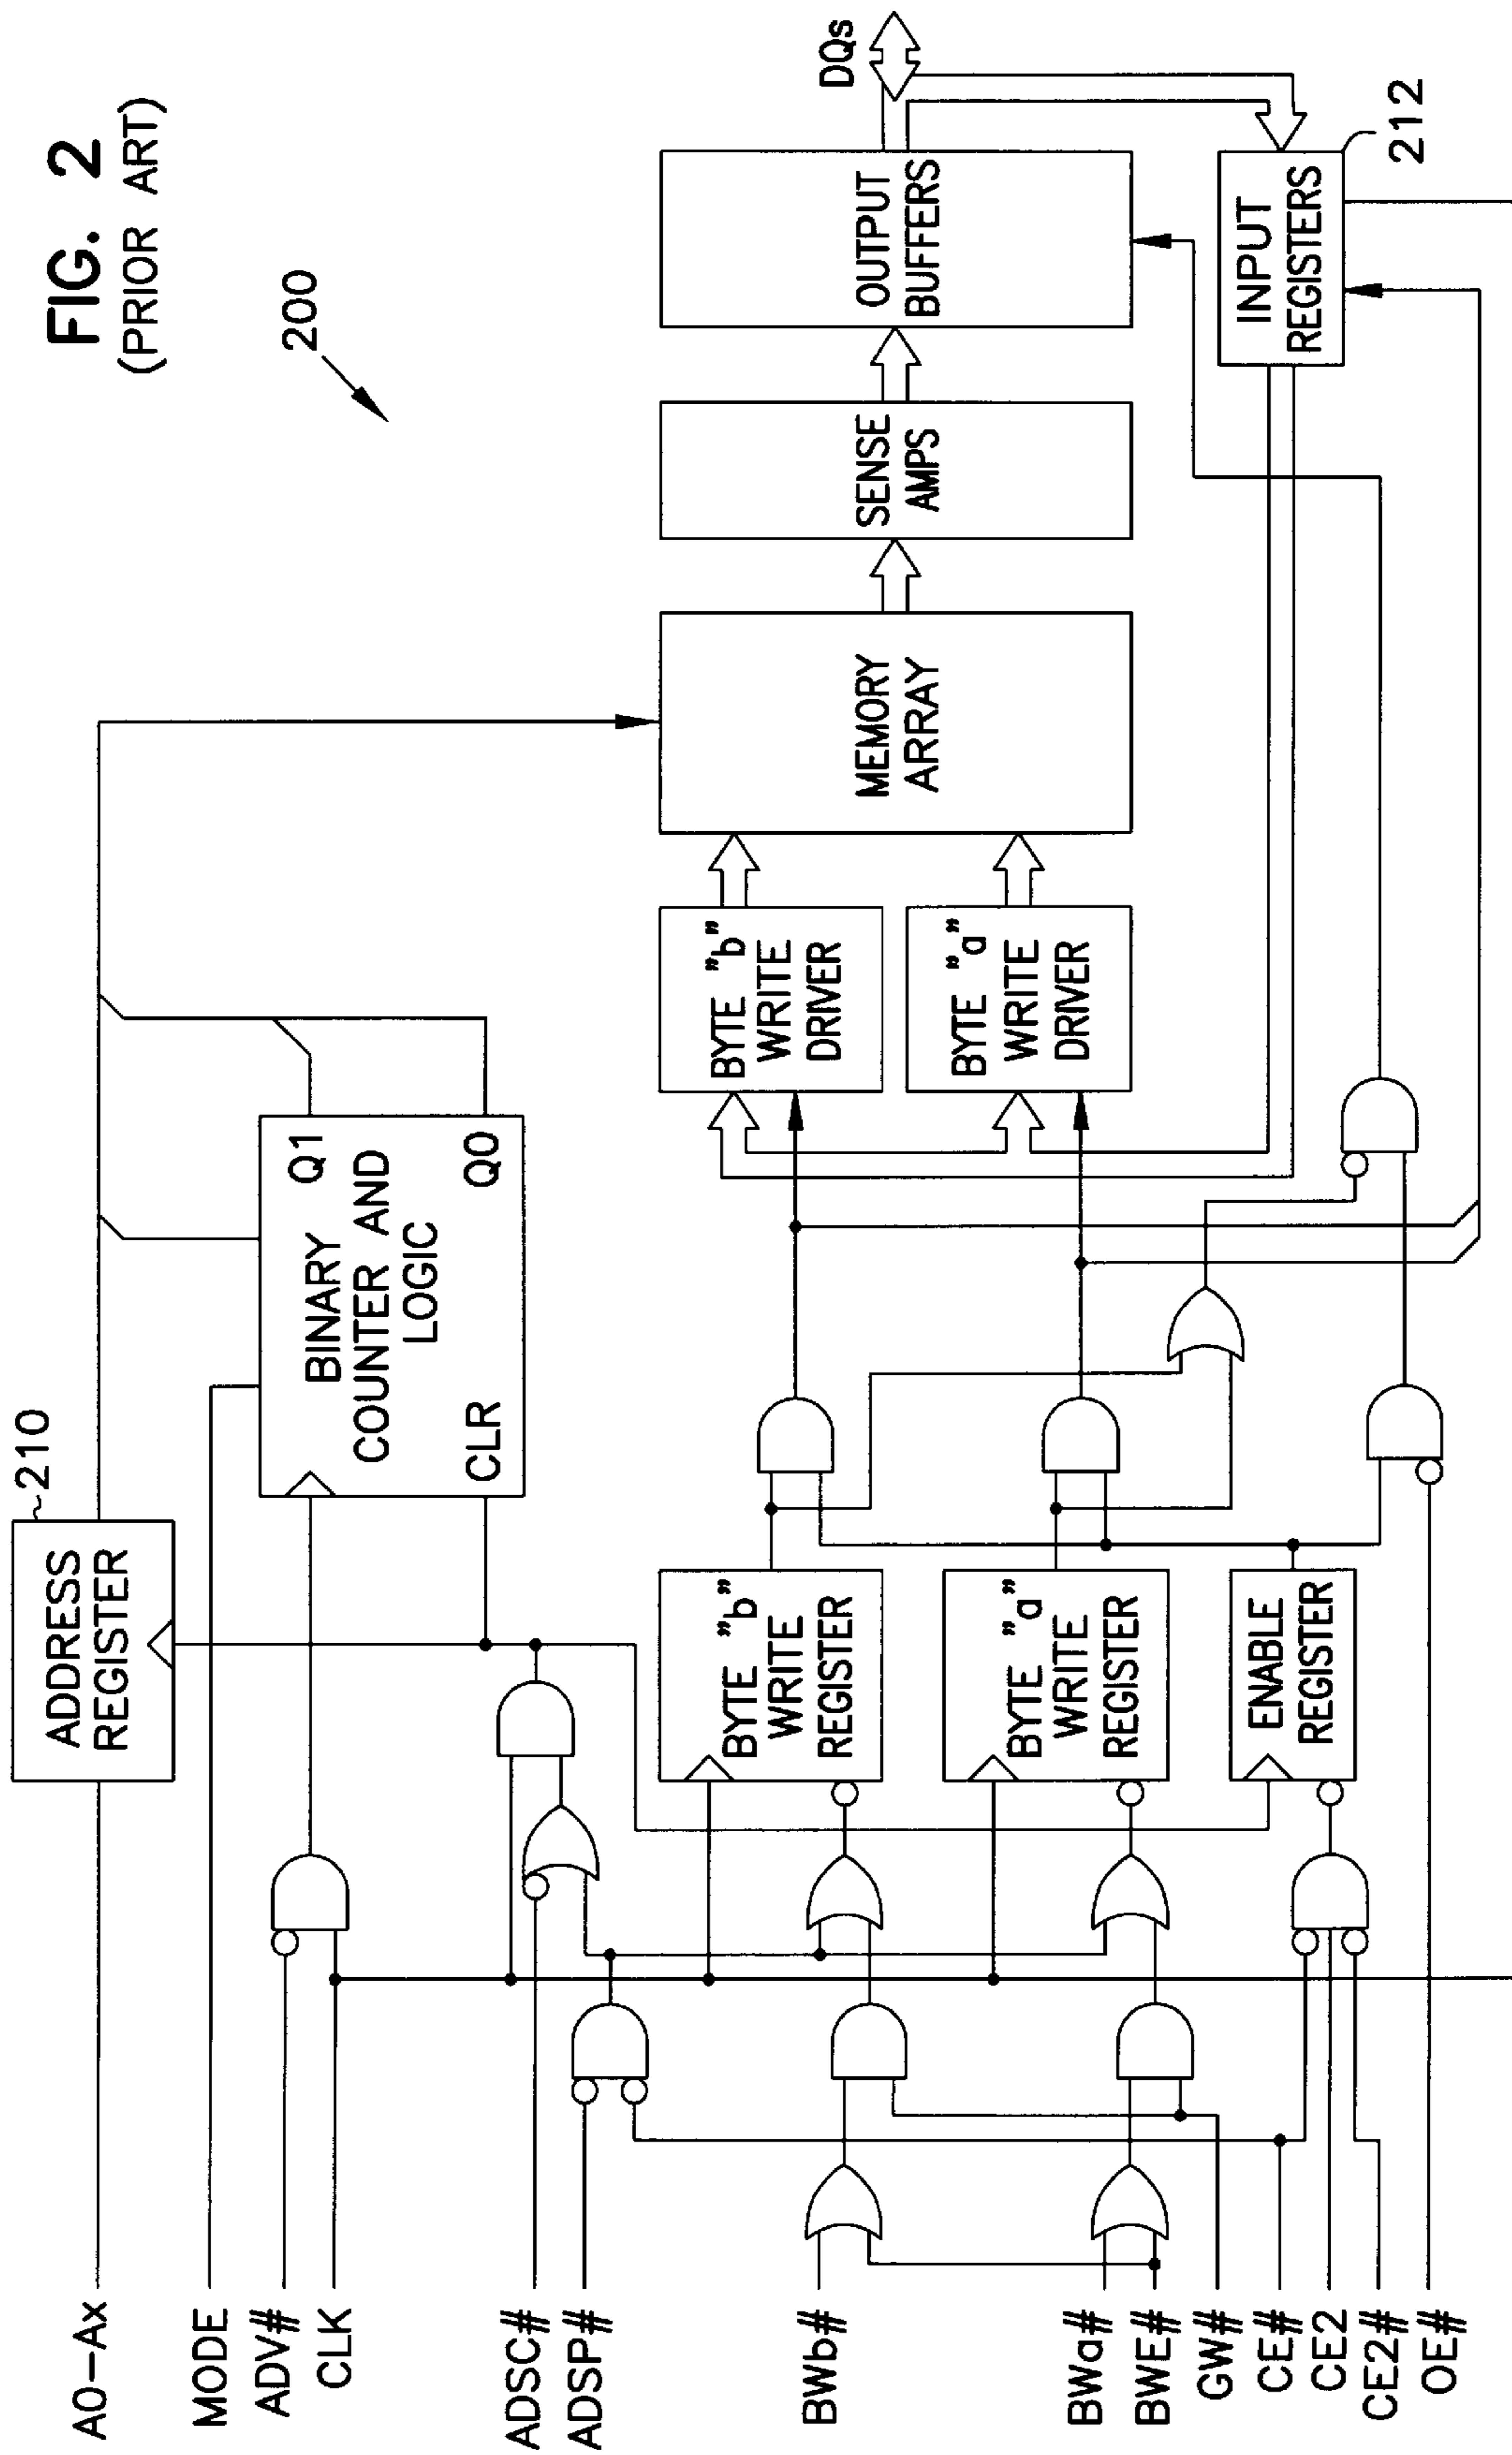 FIG. 2
(PRIOR ART)
200
210
ADDRESS
REGISTER
A0–Ax
MODE
ADV#
CLK
ADSC#
ADSP#
BWb#
BWa#
BWE#
GW#
CE#
CE2
CE2#
OE#
BINARY
COUNTER AND
LOGIC
CLR
Q1
Q0
BYTE "b"
WRITE
REGISTER
BYTE "a"
WRITE
REGISTER
ENABLE
REGISTER
BYTE "b"
WRITE
DRIVER
BYTE "a"
WRITE
DRIVER
MEMORY
ARRAY
SENSE
AMPS
OUTPUT
BUFFERS
DQs
INPUT
REGISTERS
212